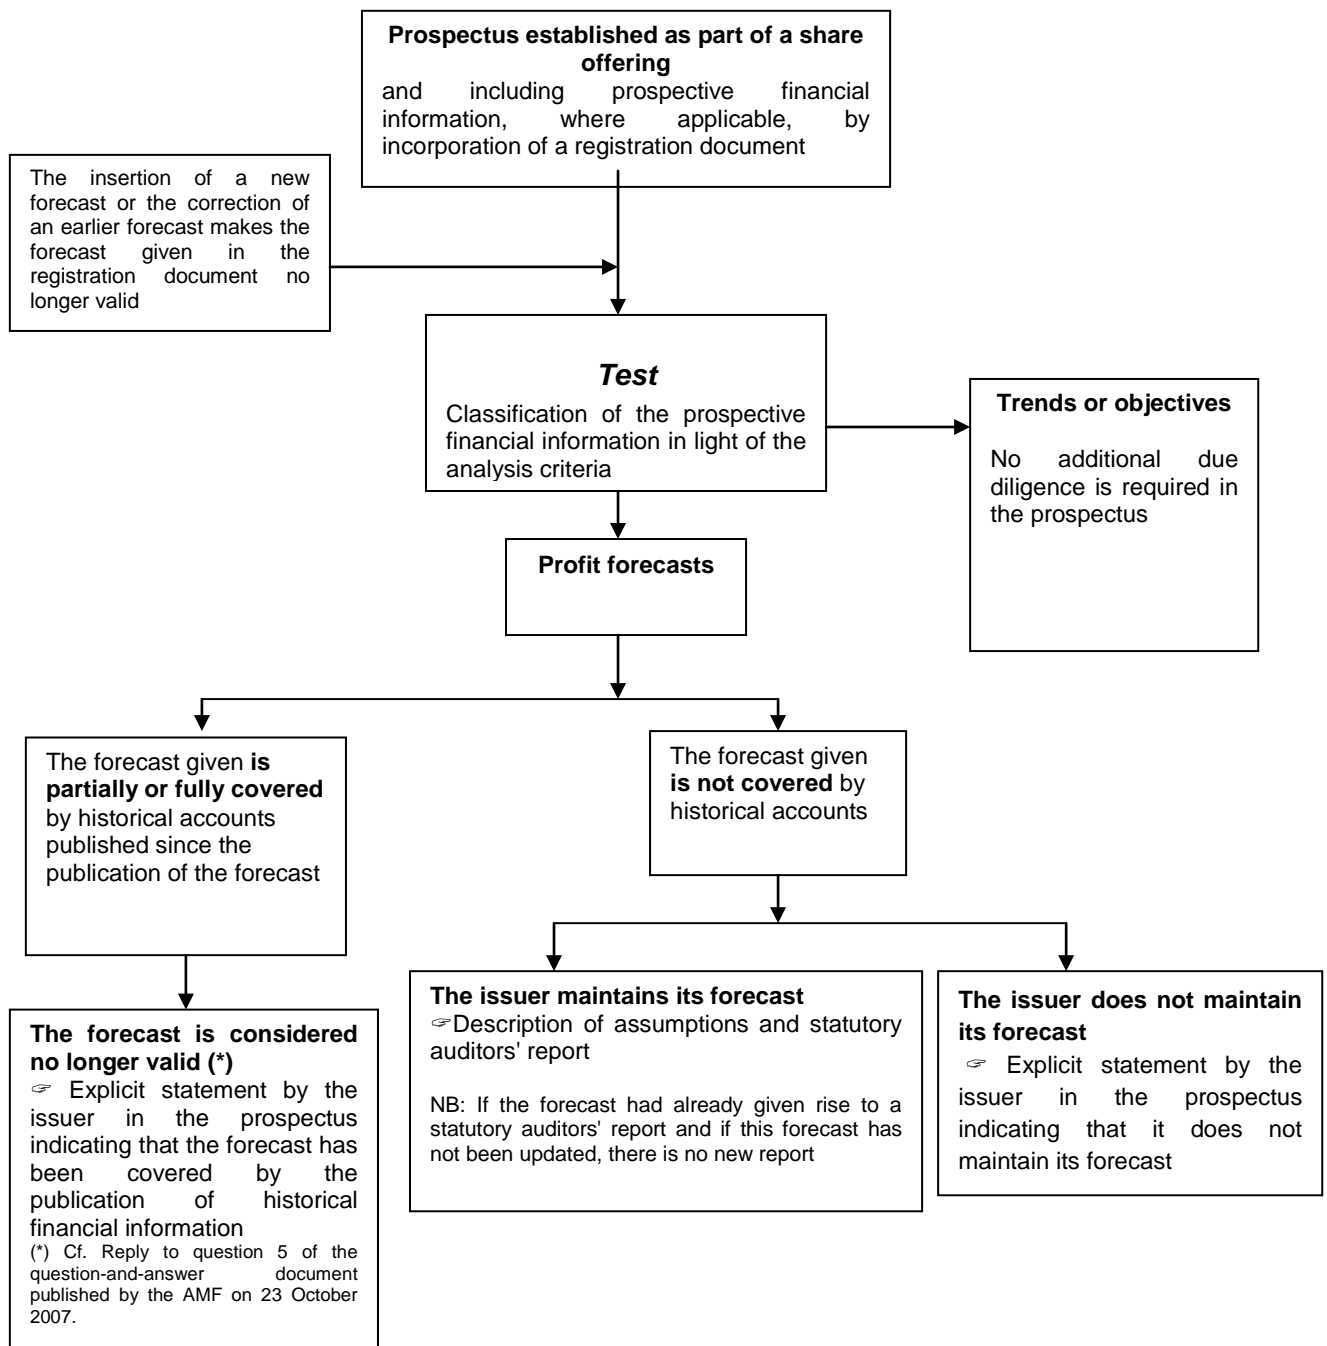 Prospectus established as part of a share
offering
and including prospective financial
information, where applicable, by
incorporation of a registration document
The insertion of a new
forecast or the correction of
an earlier forecast makes the
forecast given in the
registration document no
longer valid
Test
Classification of the prospective
financial information in light of the
analysis criteria
Trends or objectives
No additional due
diligence is required in
the prospectus
Profit forecasts
The forecast given is
partially or fully covered
by historical accounts
published since the
publication of the forecast
The forecast given
is not covered by
historical accounts
The forecast is considered
no longer valid (*)
☞ Explicit statement by the
issuer in the prospectus
indicating that the forecast has
been covered by the
publication of historical
financial information
(*) Cf. Reply to question 5 of the
question-and-answer document
published by the AMF on 23 October
2007.
The issuer maintains its forecast
☞Description of assumptions and statutory
auditors' report
NB: If the forecast had already given rise to a
statutory auditors' report and if this forecast has
not been updated, there is no new report
The issuer does not maintain
its forecast
☞ Explicit statement by the
issuer in the prospectus
indicating that it does not
maintain its forecast